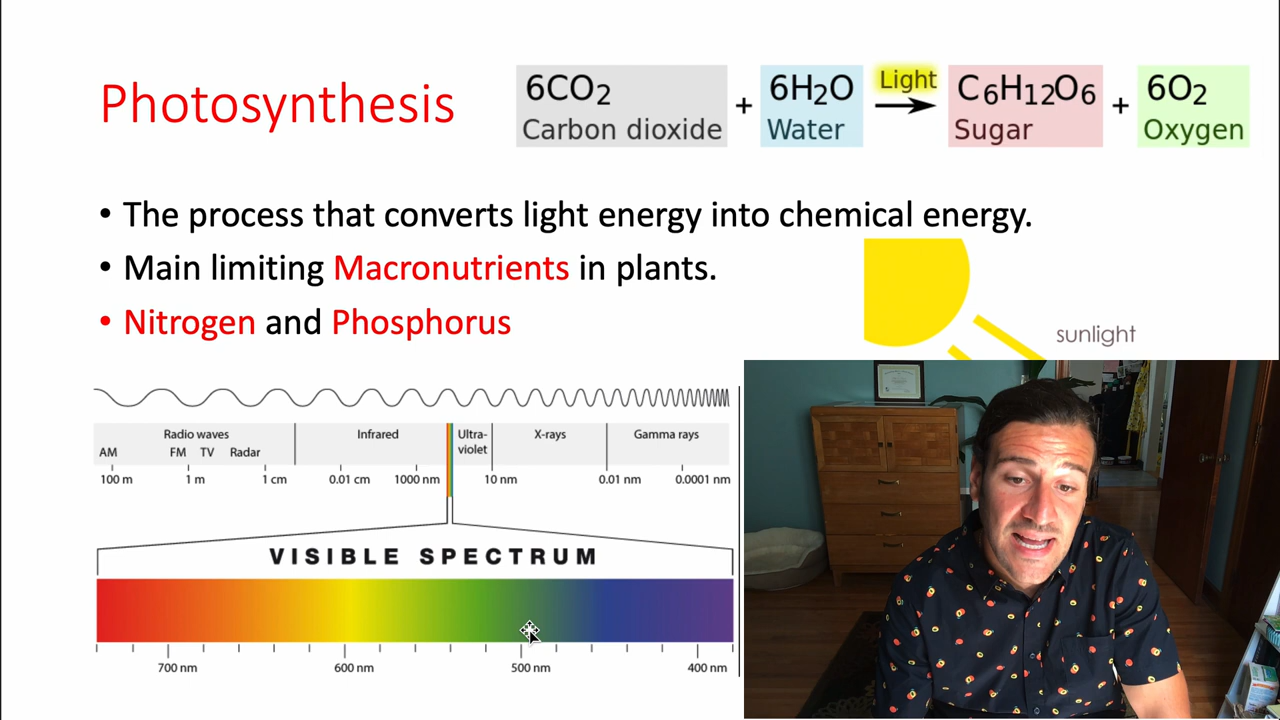 Photosynthesis
6CO2 + 6H2O Light C6H12O6 + 6O2
Carbon dioxide Water Sugar Oxygen
• The process that converts light energy into chemical energy.
• Main limiting Macronutrients in plants.
• Nitrogen and Phosphorus
sunlight
Radio waves Infrared Ultra-violet X-rays Gamma rays
AM FM TV Radar
100 m 1 m 1 cm 0.01 cm 1000 nm 10 nm 0.01 nm 0.0001 nm
VISIBLE SPECTRUM
700 nm 600 nm 500 nm 400 nm